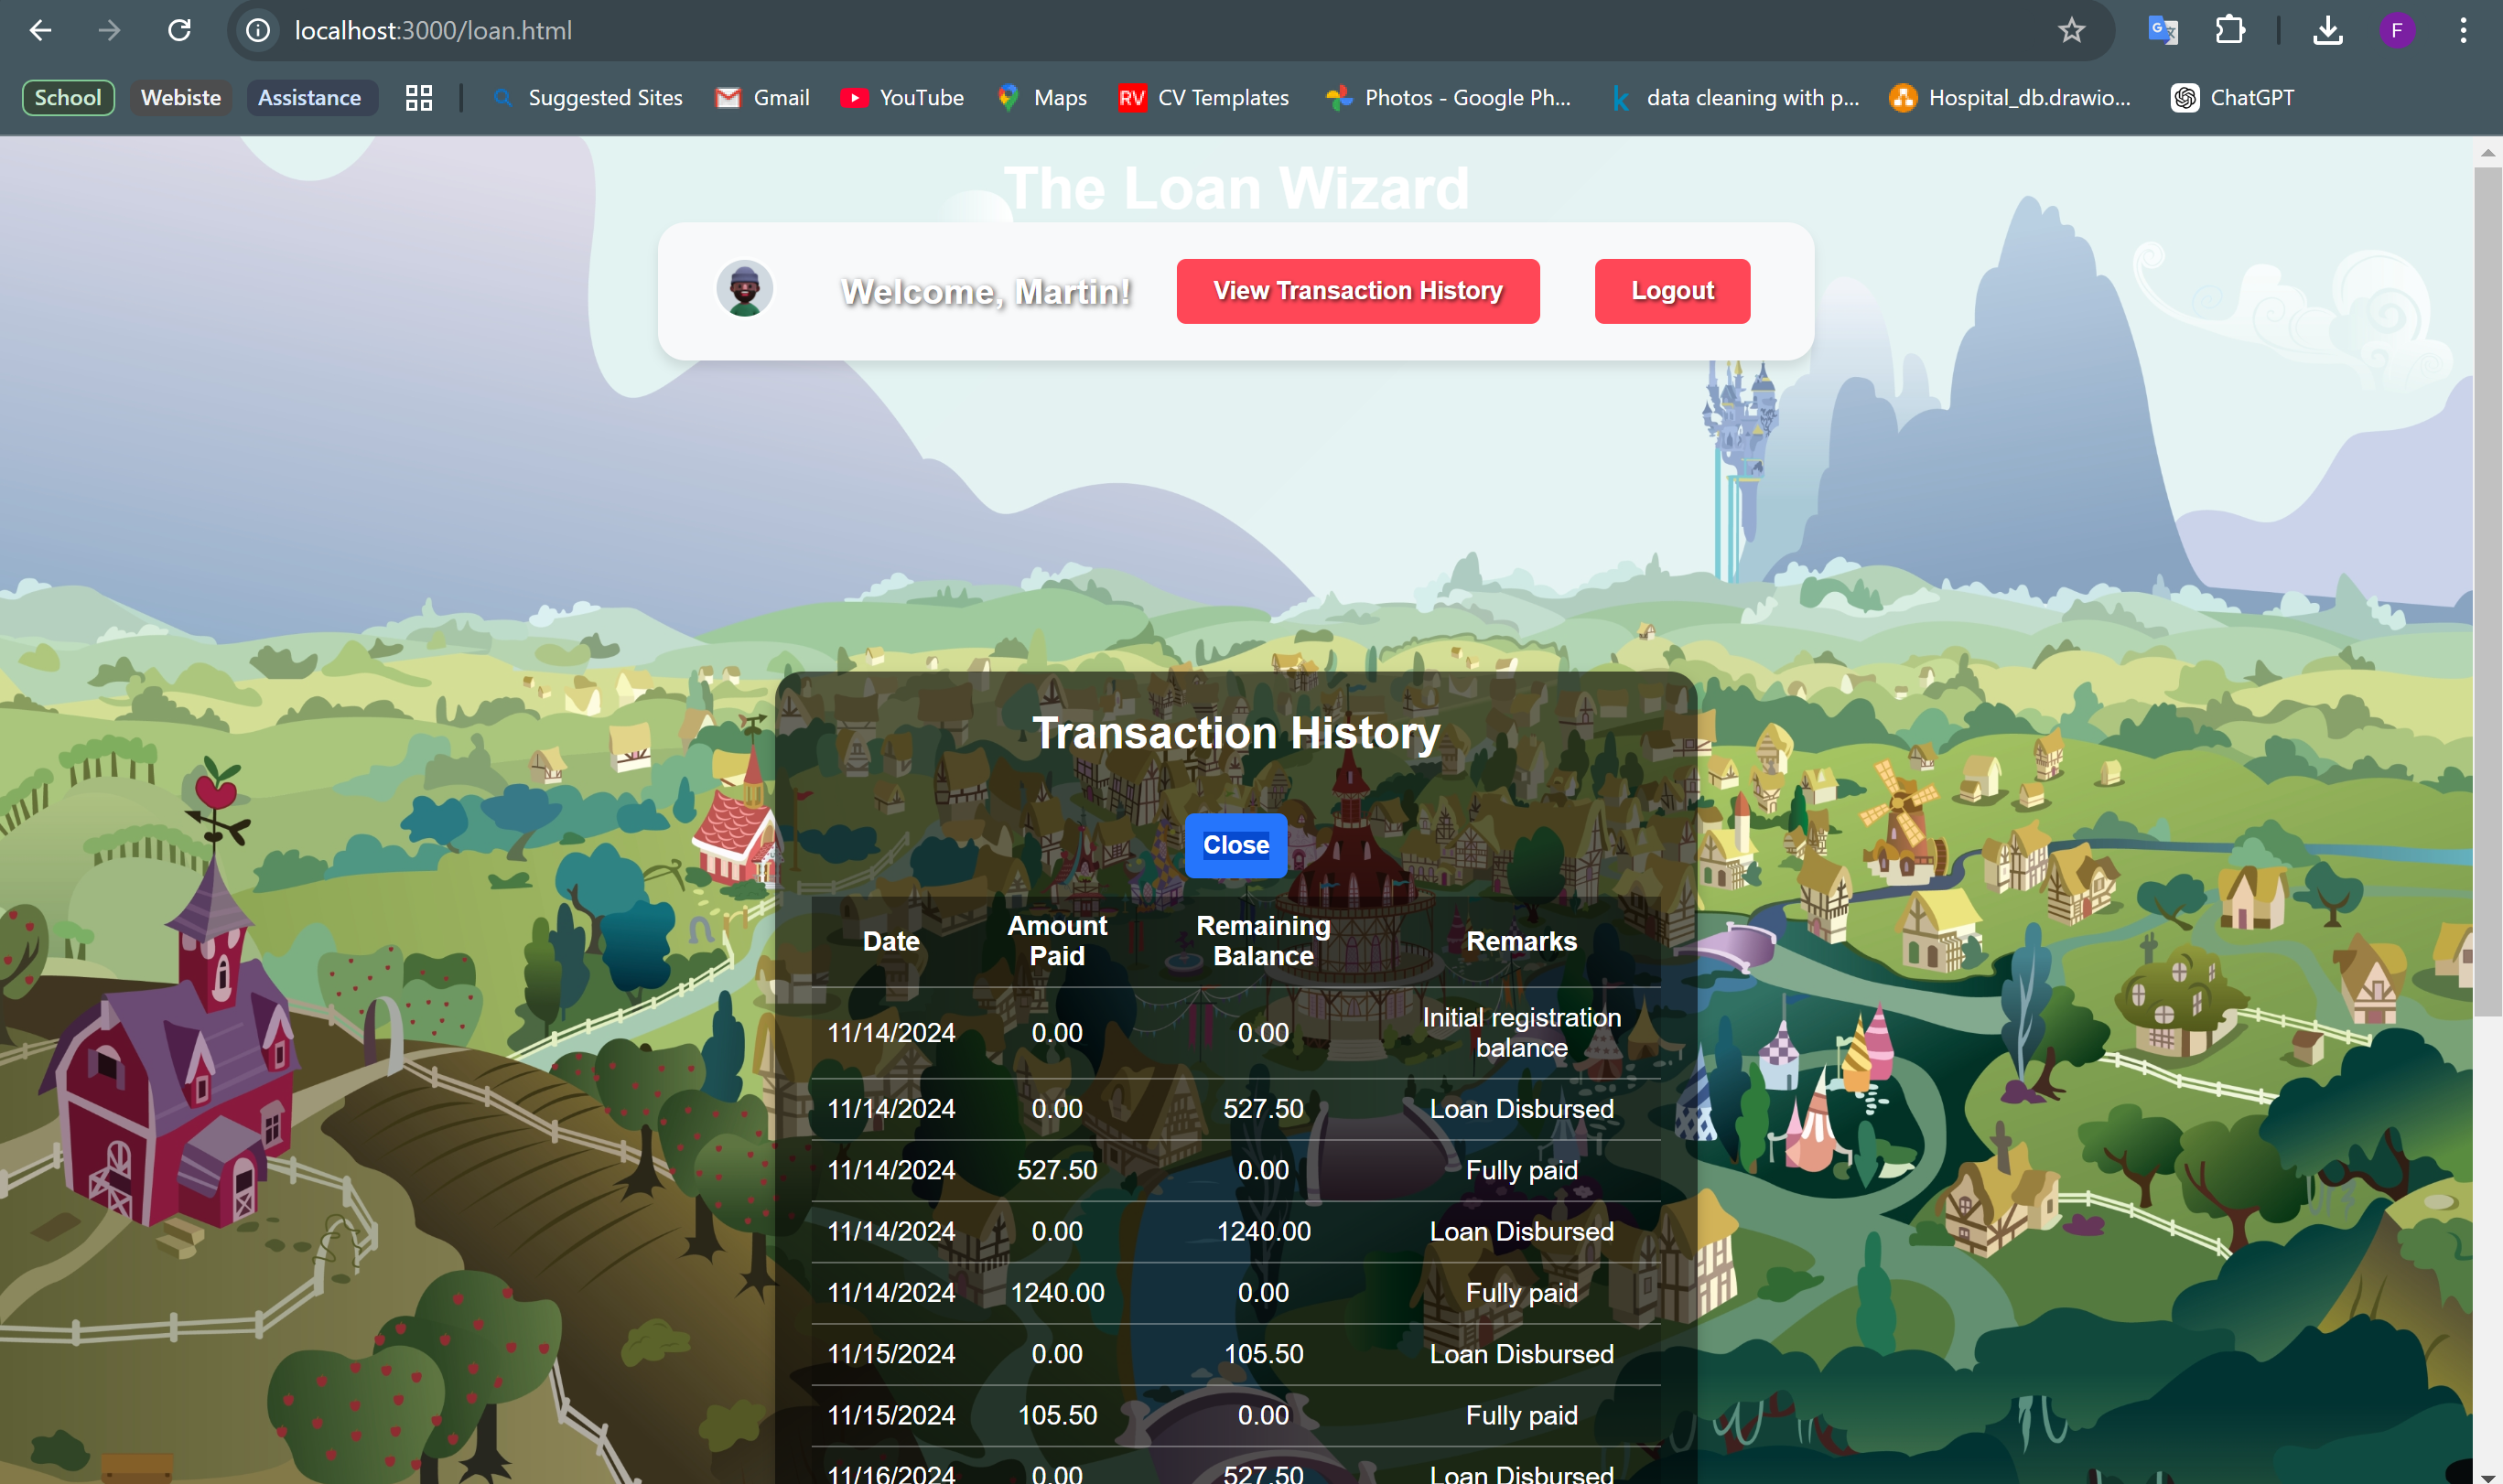 localhost:3000/loan.html
F
School Webiste Assistance Suggested Sites Gmail YouTube Maps RV CV Templates Photos - Google Ph... k data cleaning with p... Hospital_db.drawio... ChatGPT
The Loan Wizard
Welcome, Martin! View Transaction History Logout
Transaction History
Close
Date Amount Paid Remaining Balance Remarks
11/14/2024 0.00 0.00 Initial registration balance
11/14/2024 0.00 527.50 Loan Disbursed
11/14/2024 527.50 0.00 Fully paid
11/14/2024 0.00 1240.00 Loan Disbursed
11/14/2024 1240.00 0.00 Fully paid
11/15/2024 0.00 105.50 Loan Disbursed
11/15/2024 105.50 0.00 Fully paid
11/16/2024 0.00 527.50 Loan Disbursed